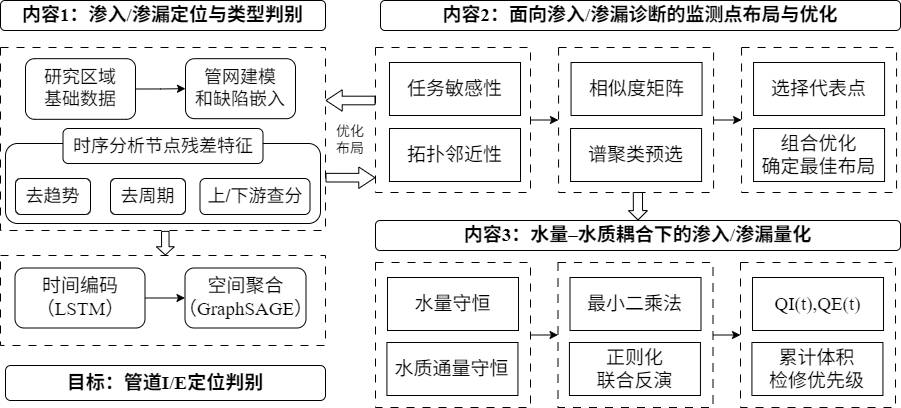 内容1：渗入/渗漏定位与类型判别
研究区域
基础数据
管网建模
和缺陷嵌入
时序分析节点残差特征
去趋势
去周期
上/下游查分
时间编码
（LSTM）
空间聚合
（GraphSAGE）
目标：管道I/E定位判别
优化
布局
内容2：面向渗入/渗漏诊断的监测点布局与优化
任务敏感性
拓扑邻近性
相似度矩阵
谱聚类预选
选择代表点
组合优化
确定最佳布局
内容3：水量–水质耦合下的渗入/渗漏量化
水量守恒
水质通量守恒
最小二乘法
正则化
联合反演
QI(t),QE(t)
累计体积
检修优先级